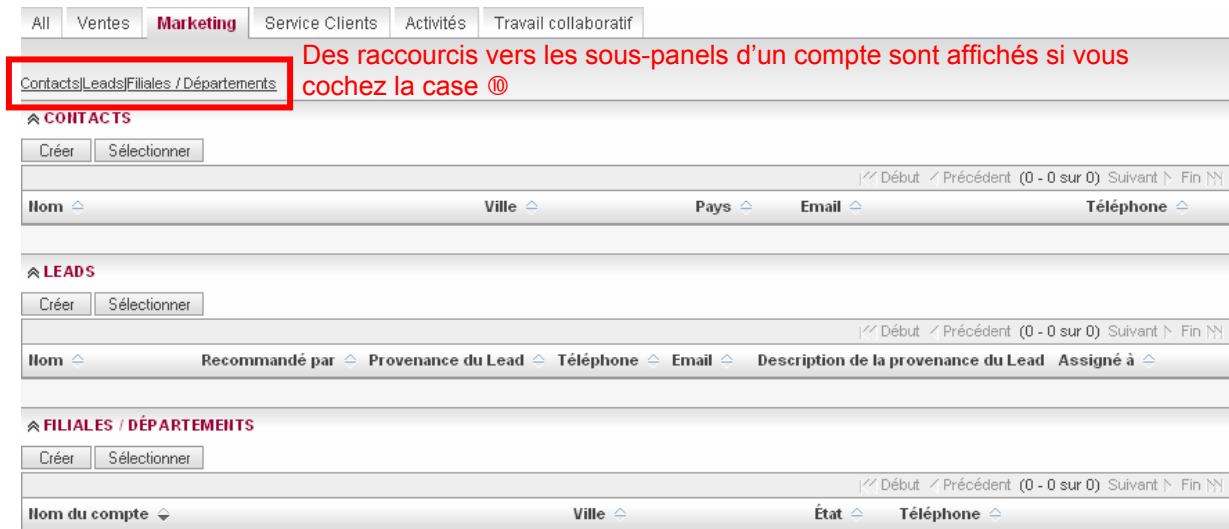 All Ventes Marketing Service Clients Activités Travail collaboratif
Des raccourcis vers les sous-panels d'un compte sont affichés si vous
cochez la case ⑩
Contacts|Leads|Filiales / Départements
CONTACTS
Créer Sélectionner
Début Précédent (0 - 0 sur 0) Suivant Fin
Nom Ville Pays Email Téléphone
LEADS
Créer Sélectionner
Début Précédent (0 - 0 sur 0) Suivant Fin
Nom Recommandé par Provenance du Lead Téléphone Email Description de la provenance du Lead Assigné à
FILIALES / DÉPARTEMENTS
Créer Sélectionner
Début Précédent (0 - 0 sur 0) Suivant Fin
Nom du compte Ville État Téléphone